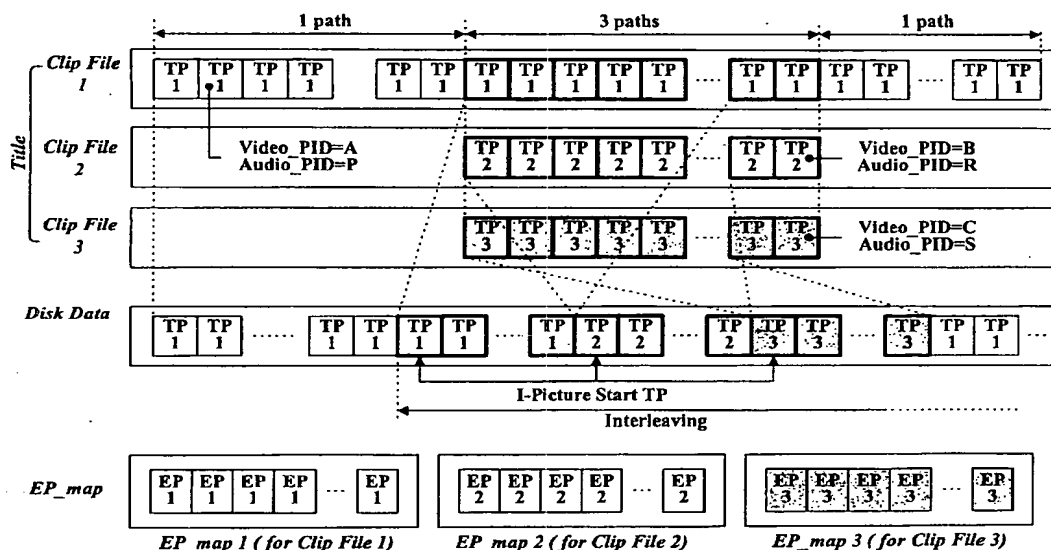 1 path 3 paths 1 path
Clip File 1 TP 1 TP 1 TP 1 TP 1 TP 1 TP 1 TP 1 TP 1 TP 1 TP 1 TP 1 ...... TP 1 TP 1 TP 1 TP 1 ...... TP 1 TP 1
Title
Video_PID=A
Audio_PID=P
Clip File 2 TP 2 TP 2 TP 2 TP 2 TP 2 ...... TP 2 TP 2
Video_PID=B
Audio_PID=R
Clip File 3 TP 3 TP 3 TP 3 TP 3 TP 3 ...... TP 3 TP 3
Video_PID=C
Audio_PID=S
Disk Data TP 1 TP 1 ...... TP 1 TP 1 TP 1 TP 1 ...... TP 1 TP 2 TP 2 ...... TP 2 TP 3 TP 3 ...... TP 3 TP 1 TP 1 ...
I-Picture Start TP
Interleaving
EP_map EP 1 EP 1 EP 1 EP 1 ... EP 1 EP 2 EP 2 EP 2 EP 2 ... EP 2 EP 3 EP 3 EP 3 EP 3 ... EP 3
EP_map 1 ( for Clip File 1) EP_map 2 ( for Clip File 2) EP_map 3 ( for Clip File 3)